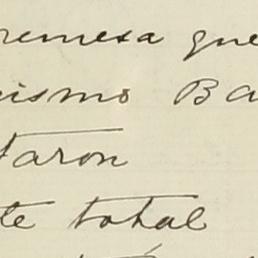 remesa que
mismo Ba
taron
te total